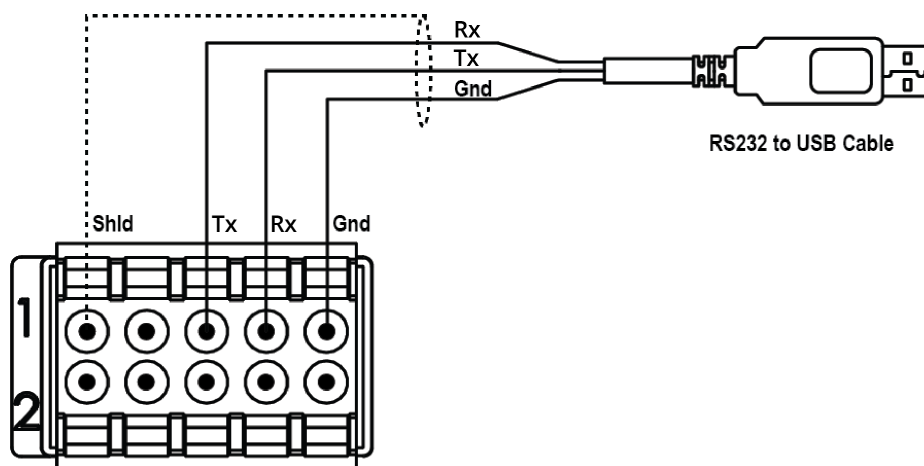 Rx
Tx
Gnd
RS232 to USB Cable
Shld Tx Rx Gnd
1
2